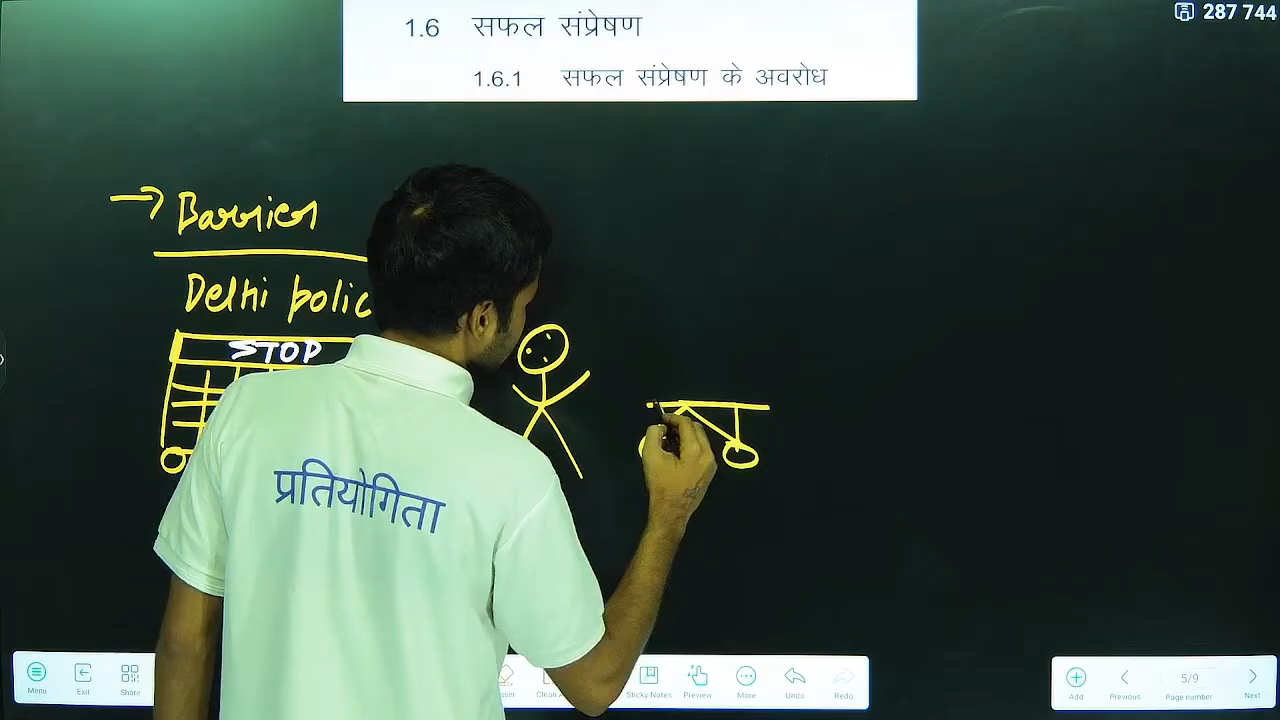 287 744
1.6 सफल संप्रेषण
1.6.1 सफल संप्रेषण के अवरोध
→ Barrier
Delhi polic
STOP
प्रतियोगिता
Menu Exit Share Sticky-Notes Preview More Undo Redo
Add Previous 5/9 Page number Next